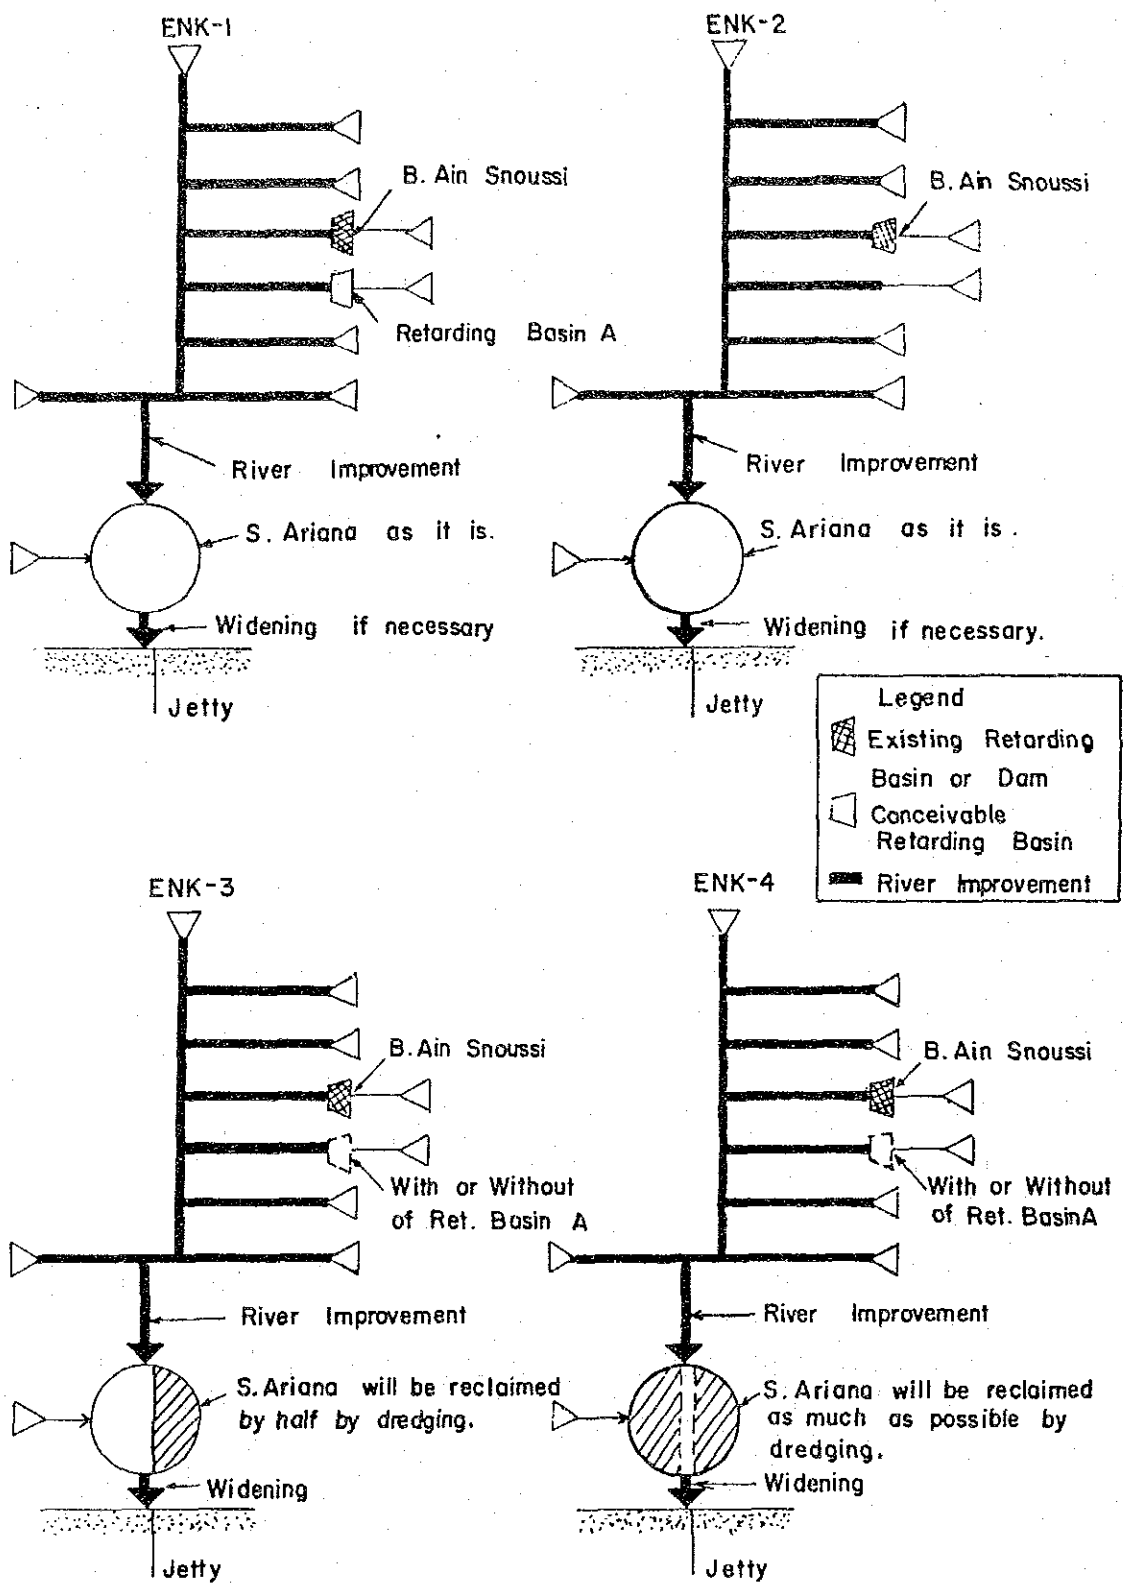 ENK-1
B. Ain Snoussi
Retarding Basin A
River Improvement
S. Ariana as it is.
Widening if necessary
Jetty
ENK-2
B. Ain Snoussi
River Improvement
S. Ariana as it is.
Widening if necessary.
Jetty
Legend
Existing Retarding
Basin or Dam
Conceivable
Retarding Basin
River Improvement
ENK-3
B. Ain Snoussi
With or Without
of Ret. Basin A
River Improvement
S. Ariana will be reclaimed
by half by dredging.
Widening
Jetty
ENK-4
B. Ain Snoussi
With or Without
of Ret. Basin A
River Improvement
S. Ariana will be reclaimed
as much as possible by
dredging.
Widening
Jetty